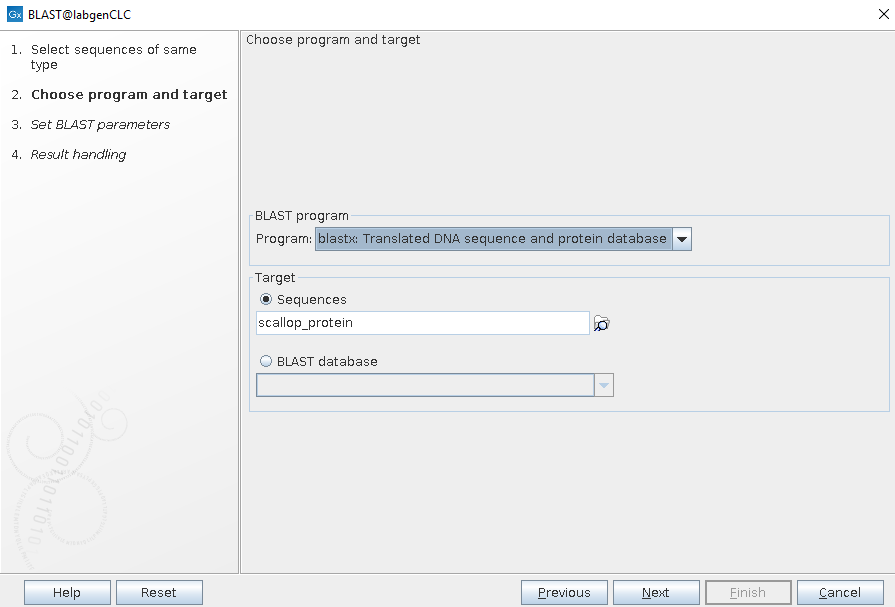 Gx BLAST@labgenCLC
1. Select sequences of same
type
2. Choose program and target
3. Set BLAST parameters
4. Result handling
Choose program and target
BLAST program
Program: blastx: Translated DNA sequence and protein database
Target
Sequences
scallop_protein
BLAST database
Help Reset Previous Next Finish Cancel